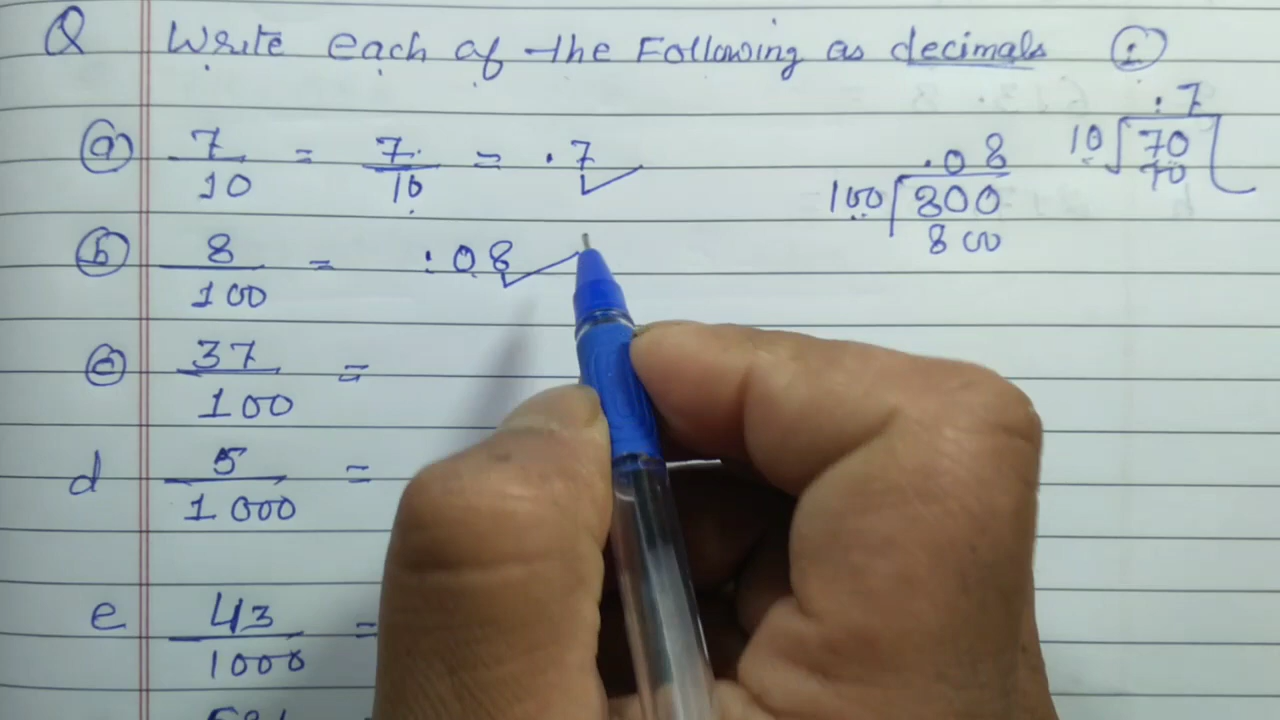 Q Write each of the Following as decimals i
a 7/10 = 7/10 = .7
b 8/100 = .08
c 37/100 =
d 5/1000 =
e 43/1000 =
.08
100 800
800
.7
10 70
70